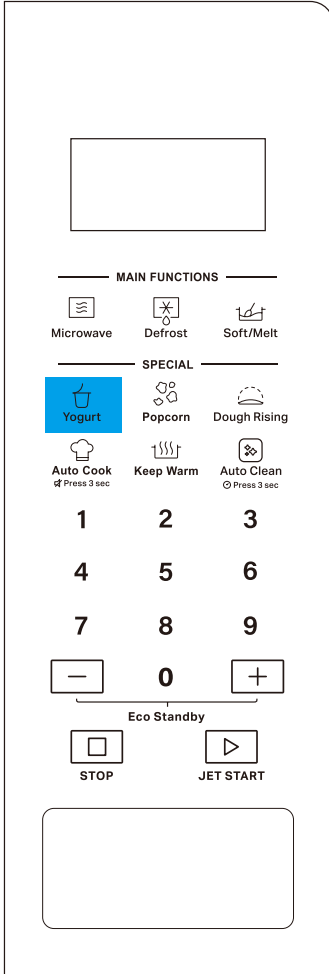 MAIN FUNCTIONS
Microwave Defrost Soft/Melt
SPECIAL
Yogurt Popcorn Dough Rising
Auto Cook Keep Warm Auto Clean
Press 3 sec Press 3 sec
1 2 3
4 5 6
7 8 9
− 0 +
Eco Standby
STOP JET START